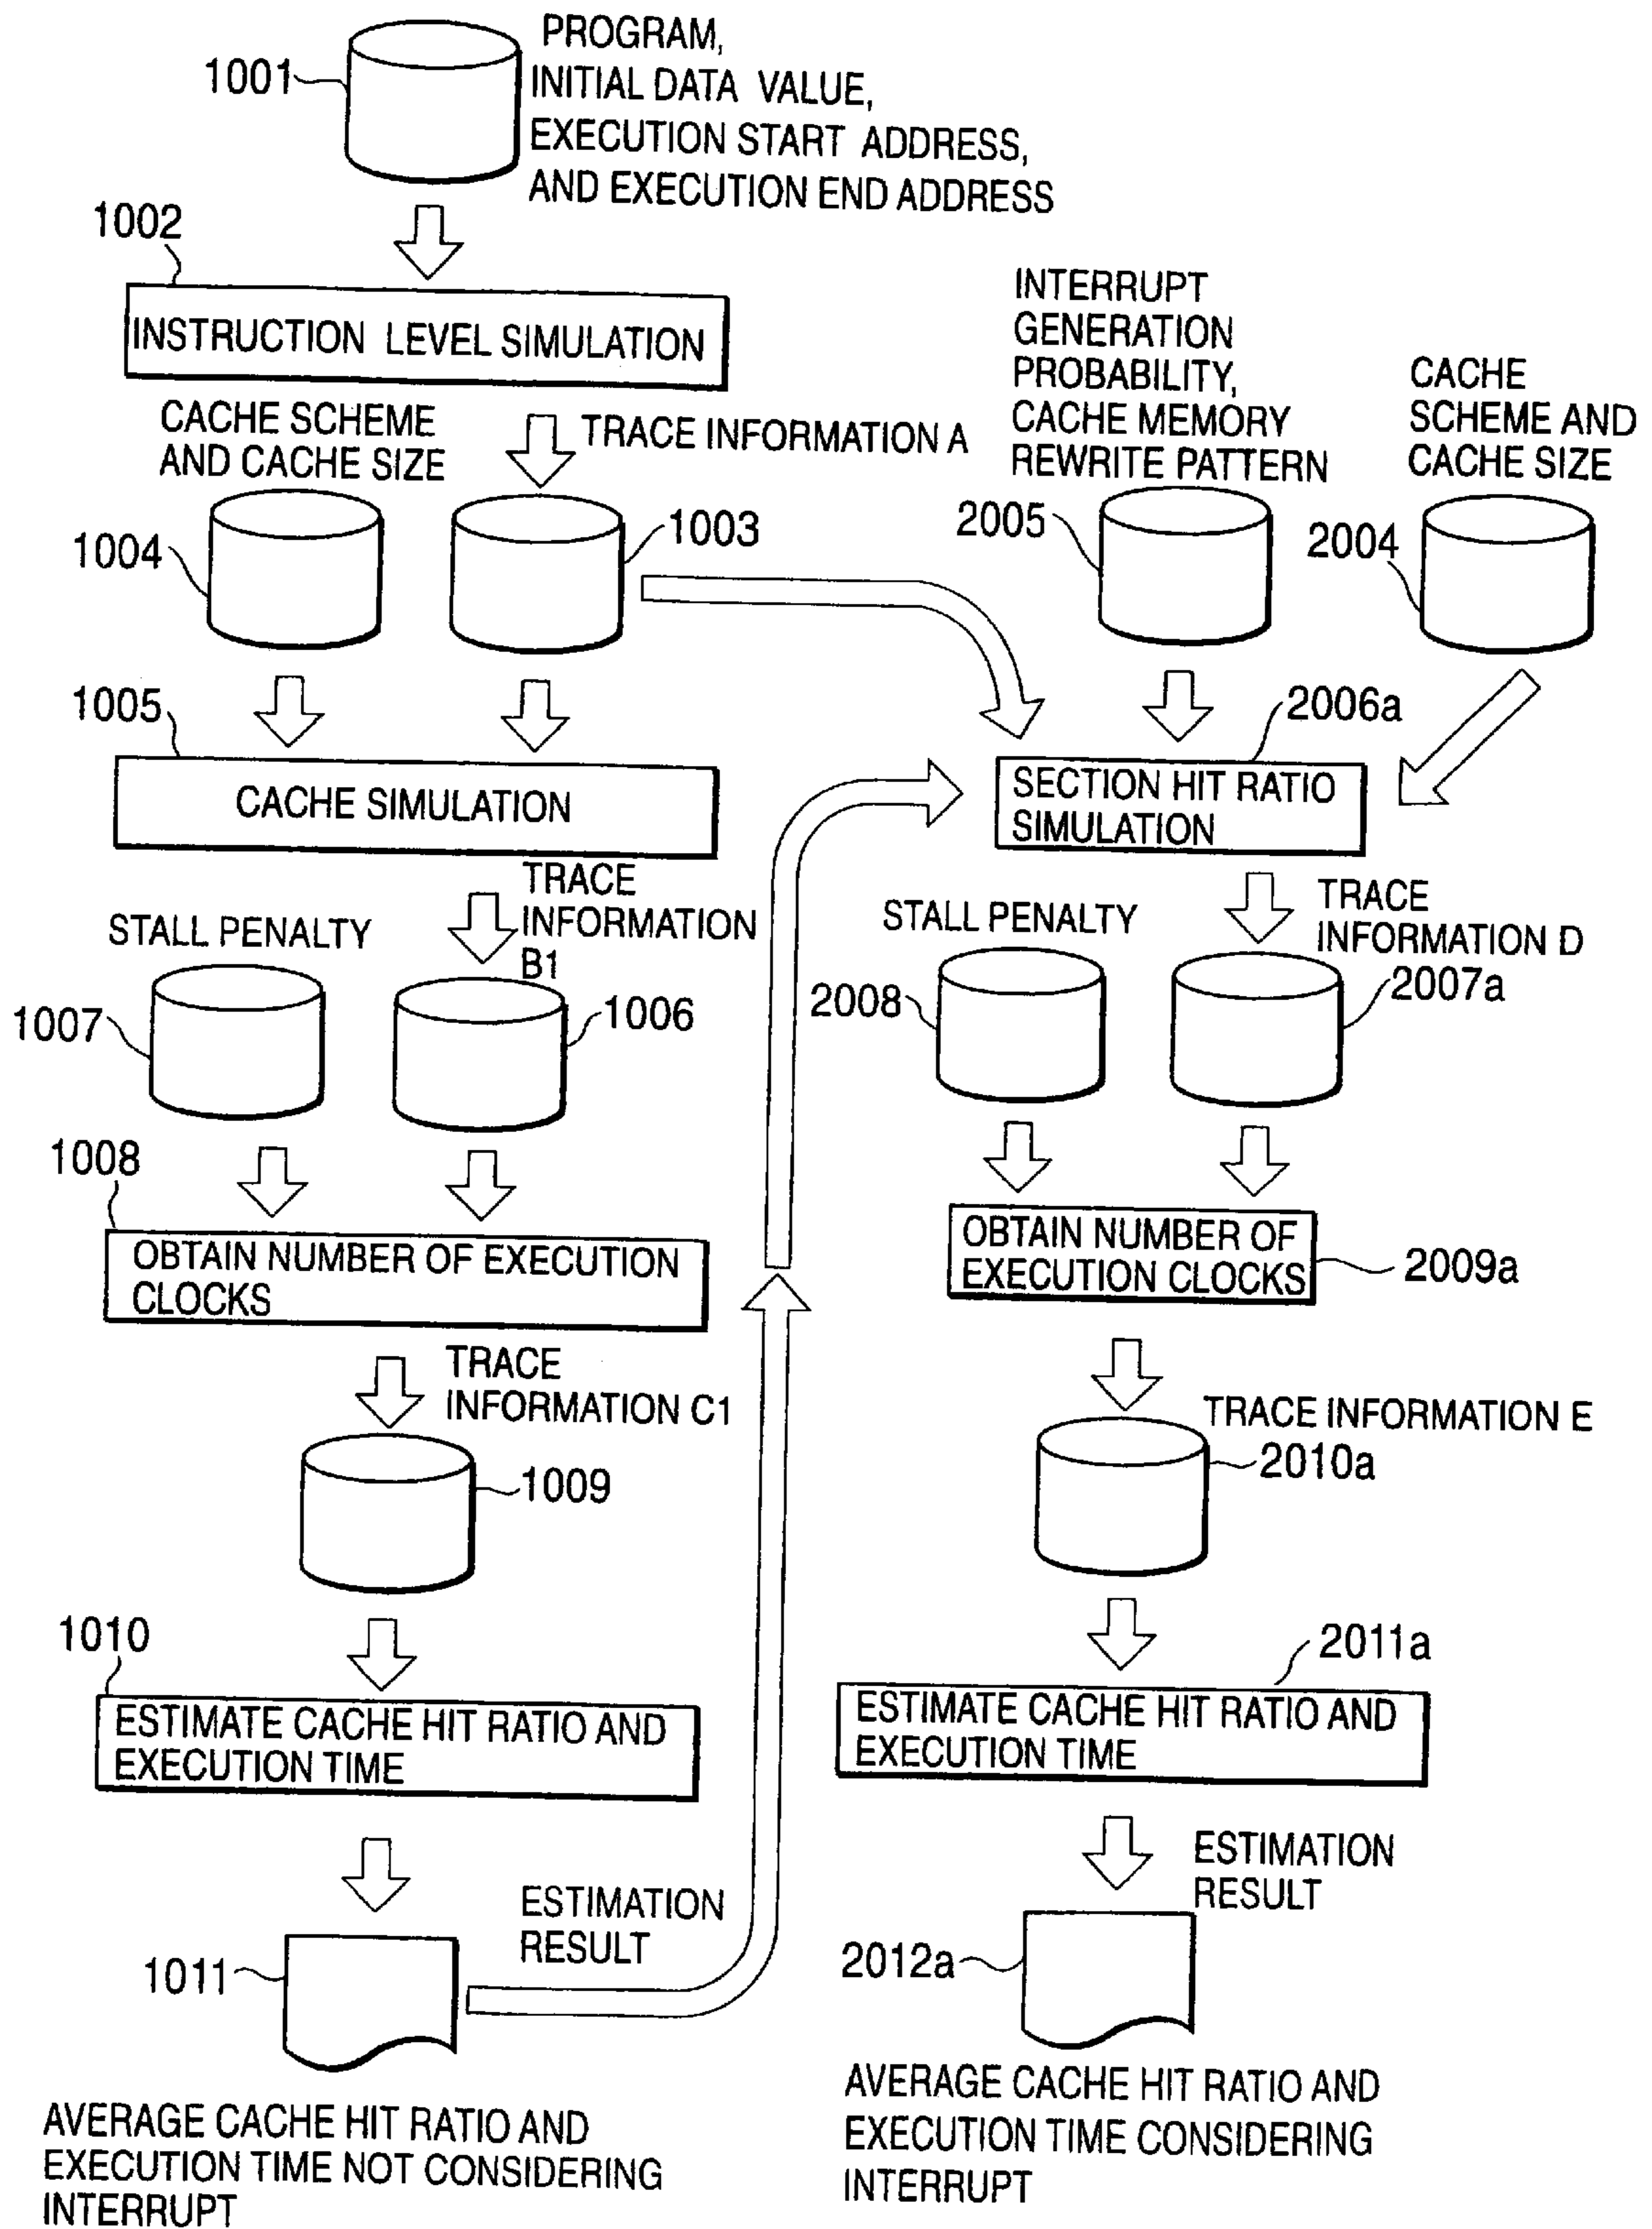 PROGRAM,
INITIAL DATA VALUE,
EXECUTION START ADDRESS,
AND EXECUTION END ADDRESS
1001
1002
INSTRUCTION LEVEL SIMULATION
CACHE SCHEME
AND CACHE SIZE
TRACE INFORMATION A
1004
1003
1005
CACHE SIMULATION
TRACE
INFORMATION
B1
STALL PENALTY
1007
1006
1008
OBTAIN NUMBER OF EXECUTION
CLOCKS
TRACE
INFORMATION C1
1009
1010
ESTIMATE CACHE HIT RATIO AND
EXECUTION TIME
ESTIMATION
RESULT
1011
AVERAGE CACHE HIT RATIO AND
EXECUTION TIME NOT CONSIDERING
INTERRUPT
INTERRUPT
GENERATION
PROBABILITY,
CACHE MEMORY
REWRITE PATTERN
CACHE
SCHEME AND
CACHE SIZE
2005
2004
2006a
SECTION HIT RATIO
SIMULATION
TRACE
INFORMATION D
STALL PENALTY
2008
2007a
OBTAIN NUMBER OF
EXECUTION CLOCKS
2009a
TRACE INFORMATION E
2010a
2011a
ESTIMATE CACHE HIT RATIO AND
EXECUTION TIME
ESTIMATION
RESULT
2012a
AVERAGE CACHE HIT RATIO AND
EXECUTION TIME CONSIDERING
INTERRUPT